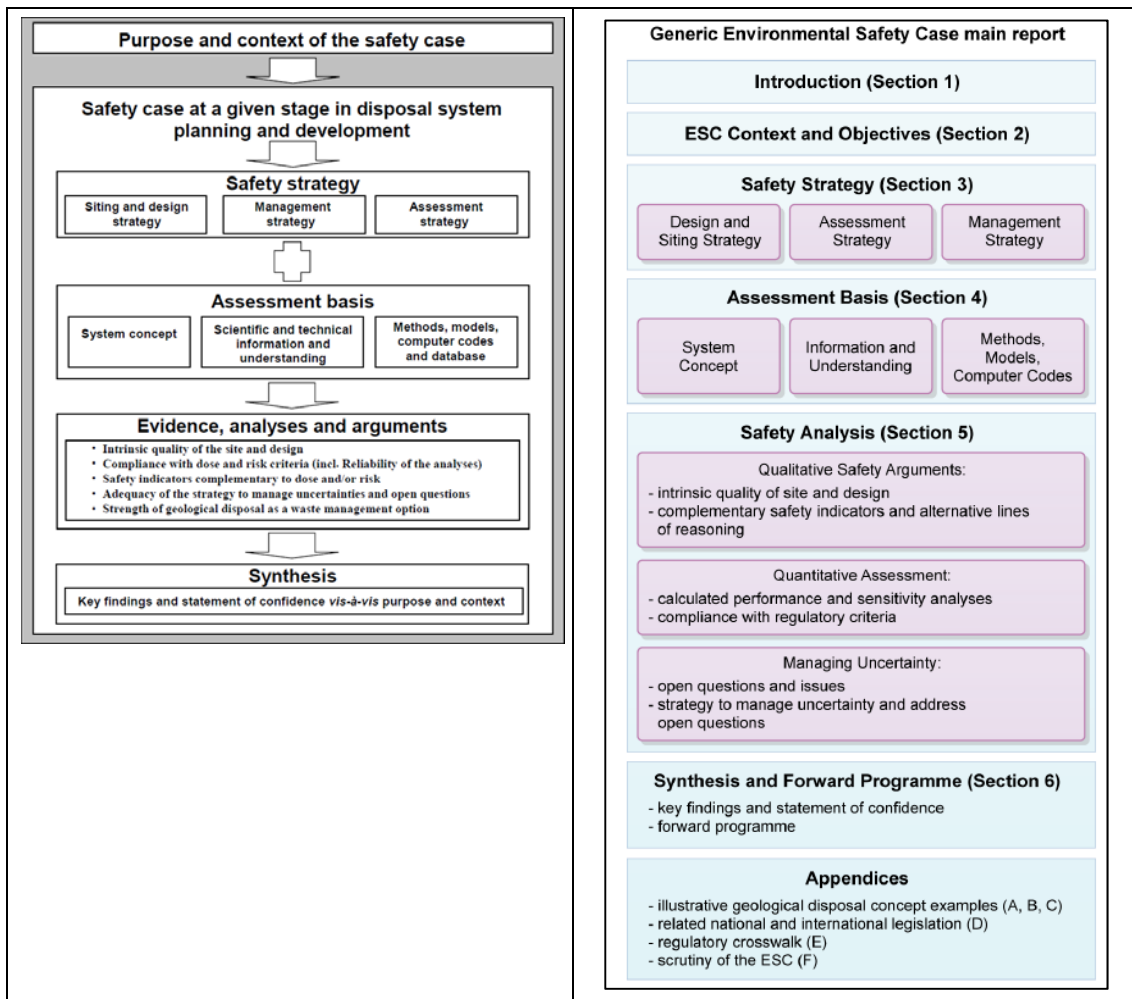 Purpose and context of the safety case
Safety case at a given stage in disposal system
planning and development
Safety strategy
Siting and design
strategy
Management
strategy
Assessment
strategy
Assessment basis
System concept
Scientific and technical
information and
understanding
Methods, models,
computer codes
and database
Evidence, analyses and arguments
• Intrinsic quality of the site and design
• Compliance with dose and risk criteria (incl. Reliability of the analyses)
• Safety indicators complementary to dose and/or risk
• Adequacy of the strategy to manage uncertainties and open questions
• Strength of geological disposal as a waste management option
Synthesis
Key findings and statement of confidence vis-à-vis purpose and context
Generic Environmental Safety Case main report
Introduction (Section 1)
ESC Context and Objectives (Section 2)
Safety Strategy (Section 3)
Design and
Siting Strategy
Assessment
Strategy
Management
Strategy
Assessment Basis (Section 4)
System
Concept
Information and
Understanding
Methods,
Models,
Computer Codes
Safety Analysis (Section 5)
Qualitative Safety Arguments:
- intrinsic quality of site and design
- complementary safety indicators and alternative lines
of reasoning
Quantitative Assessment:
- calculated performance and sensitivity analyses
- compliance with regulatory criteria
Managing Uncertainty:
- open questions and issues
- strategy to manage uncertainty and address
open questions
Synthesis and Forward Programme (Section 6)
- key findings and statement of confidence
- forward programme
Appendices
- illustrative geological disposal concept examples (A, B, C)
- related national and international legislation (D)
- regulatory crosswalk (E)
- scrutiny of the ESC (F)